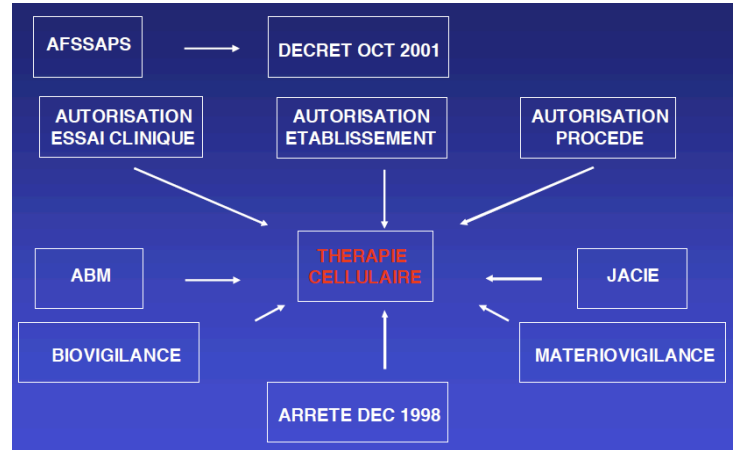 AFSSAPS
DECRET OCT 2001
AUTORISATION
ESSAI CLINIQUE
AUTORISATION
ETABLISSEMENT
AUTORISATION
PROCEDE
THERAPIE
CELLULAIRE
ABM
JACIE
BIOVIGILANCE
MATERIOVIGILANCE
ARRETE DEC 1998